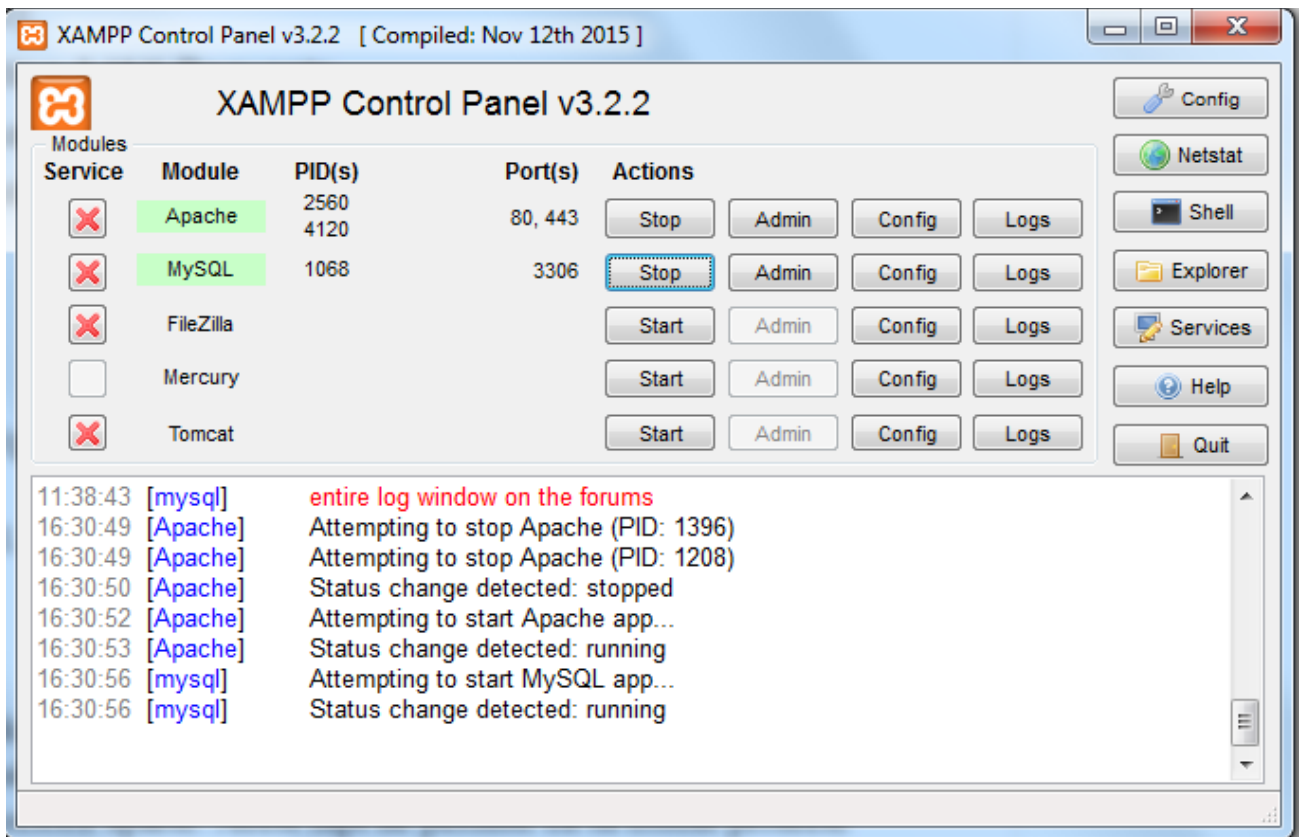 XAMPP Control Panel v3.2.2 [ Compiled: Nov 12th 2015 ]
XAMPP Control Panel v3.2.2
Config
Modules
Service Module PID(s) Port(s) Actions
Netstat
Apache 2560 4120 80, 443 Stop Admin Config Logs
Shell
MySQL 1068 3306 Stop Admin Config Logs
Explorer
FileZilla Start Admin Config Logs
Services
Mercury Start Admin Config Logs
Help
Tomcat Start Admin Config Logs
Quit
11:38:43 [mysql] entire log window on the forums
16:30:49 [Apache] Attempting to stop Apache (PID: 1396)
16:30:49 [Apache] Attempting to stop Apache (PID: 1208)
16:30:50 [Apache] Status change detected: stopped
16:30:52 [Apache] Attempting to start Apache app...
16:30:53 [Apache] Status change detected: running
16:30:56 [mysql] Attempting to start MySQL app...
16:30:56 [mysql] Status change detected: running